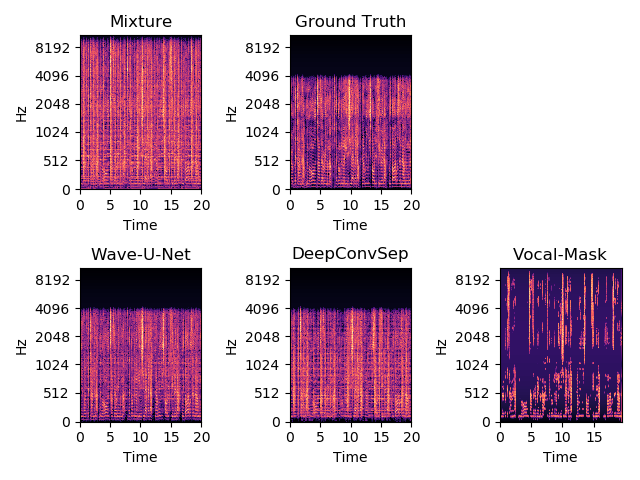 Mixture
Ground Truth
8192
4096
2048
1024
512
0
Hz
0 5 10 15 20
Time
8192
4096
2048
1024
512
0
Hz
0 5 10 15 20
Time
Wave-U-Net
DeepConvSep
Vocal-Mask
8192
4096
2048
1024
512
0
Hz
0 5 10 15 20
Time
8192
4096
2048
1024
512
0
Hz
0 5 10 15 20
Time
8192
4096
2048
1024
512
0
Hz
0 5 10 15
Time